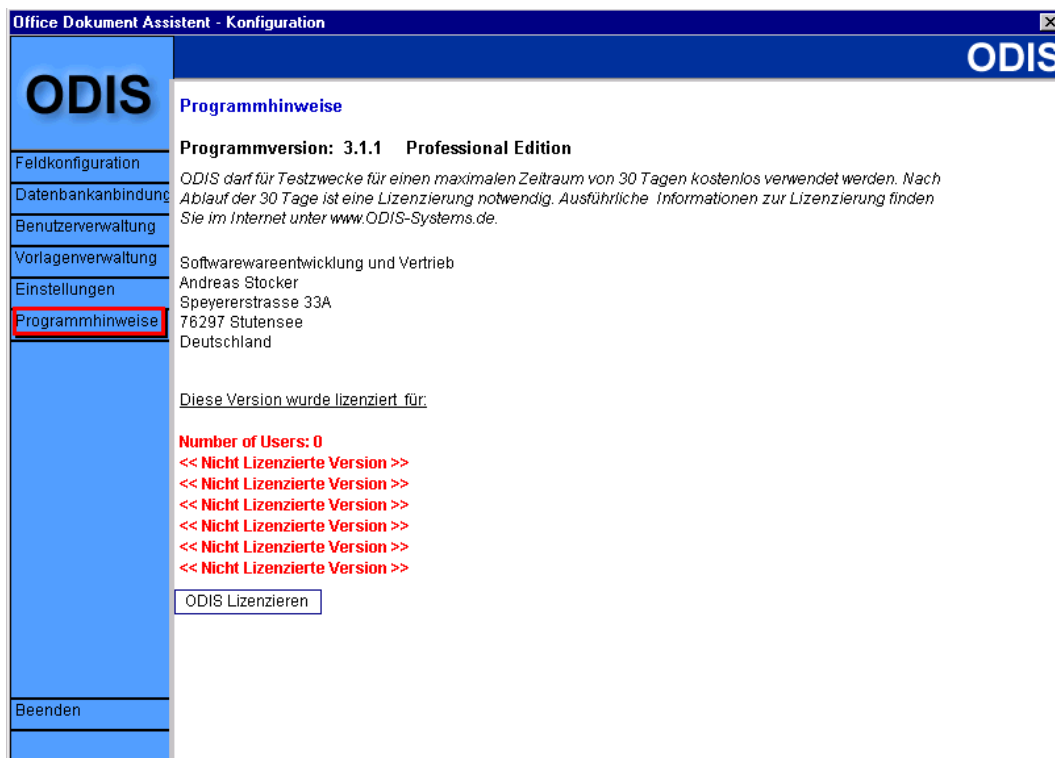 Office Dokument Assistent - Konfiguration
ODIS
ODIS
Feldkonfiguration
Datenbankanbindung
Benutzerverwaltung
Vorlagenverwaltung
Einstellungen
Programmhinweise
Beenden
Programmhinweise
Programmversion: 3.1.1 Professional Edition
ODIS darf für Testzwecke für einen maximalen Zeitraum von 30 Tagen kostenlos verwendet werden. Nach
Ablauf der 30 Tage ist eine Lizenzierung notwendig. Ausführliche Informationen zur Lizenzierung finden
Sie im Internet unter www.ODIS-Systems.de.
Softwarewareentwicklung und Vertrieb
Andreas Stocker
Speyererstrasse 33A
76297 Stutensee
Deutschland
Diese Version wurde lizenziert für:
Number of Users: 0
<< Nicht Lizenzierte Version >>
<< Nicht Lizenzierte Version >>
<< Nicht Lizenzierte Version >>
<< Nicht Lizenzierte Version >>
<< Nicht Lizenzierte Version >>
<< Nicht Lizenzierte Version >>
ODIS Lizenzieren